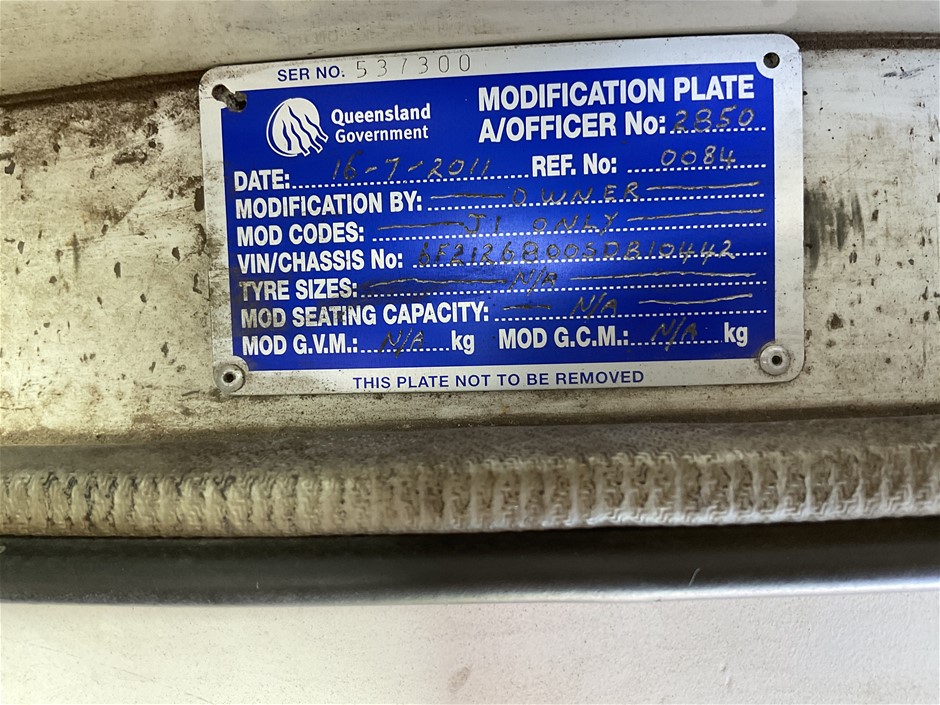 SER NO. 537300
Queensland Government
MODIFICATION PLATE
A/OFFICER No: 2850
DATE: 16-7-2011 REF. No: 0084
MODIFICATION BY: OWNER
MOD CODES: J1 ONLY
VIN/CHASSIS No: 6F2126800SDB10442
TYRE SIZES: N/A
MOD SEATING CAPACITY: N/A
MOD G.V.M.: N/A kg MOD G.C.M.: N/A kg
THIS PLATE NOT TO BE REMOVED